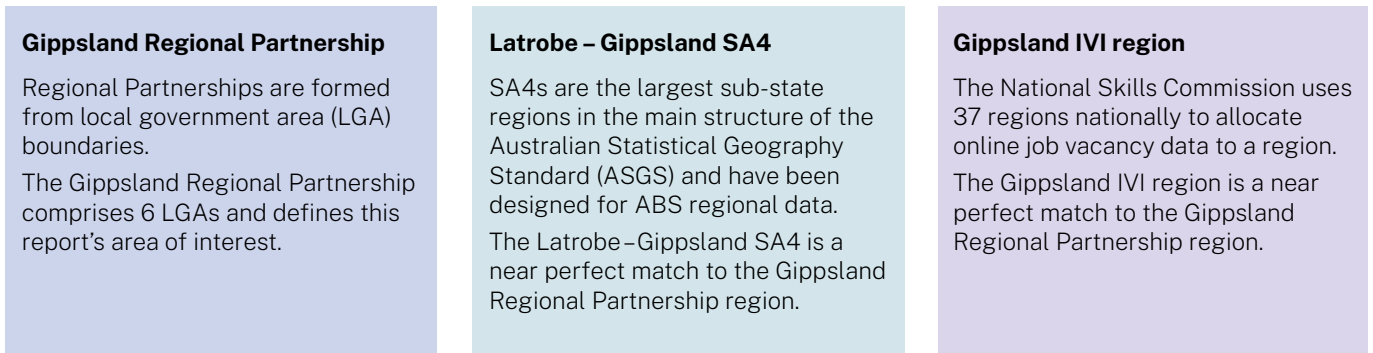 Gippsland Regional Partnership
Regional Partnerships are formed
from local government area (LGA)
boundaries.
The Gippsland Regional Partnership
comprises 6 LGAs and defines this
report's area of interest.
Latrobe – Gippsland SA4
SA4s are the largest sub-state
regions in the main structure of the
Australian Statistical Geography
Standard (ASGS) and have been
designed for ABS regional data.
The Latrobe – Gippsland SA4 is a
near perfect match to the Gippsland
Regional Partnership region.
Gippsland IVI region
The National Skills Commission uses
37 regions nationally to allocate
online job vacancy data to a region.
The Gippsland IVI region is a near
perfect match to the Gippsland
Regional Partnership region.